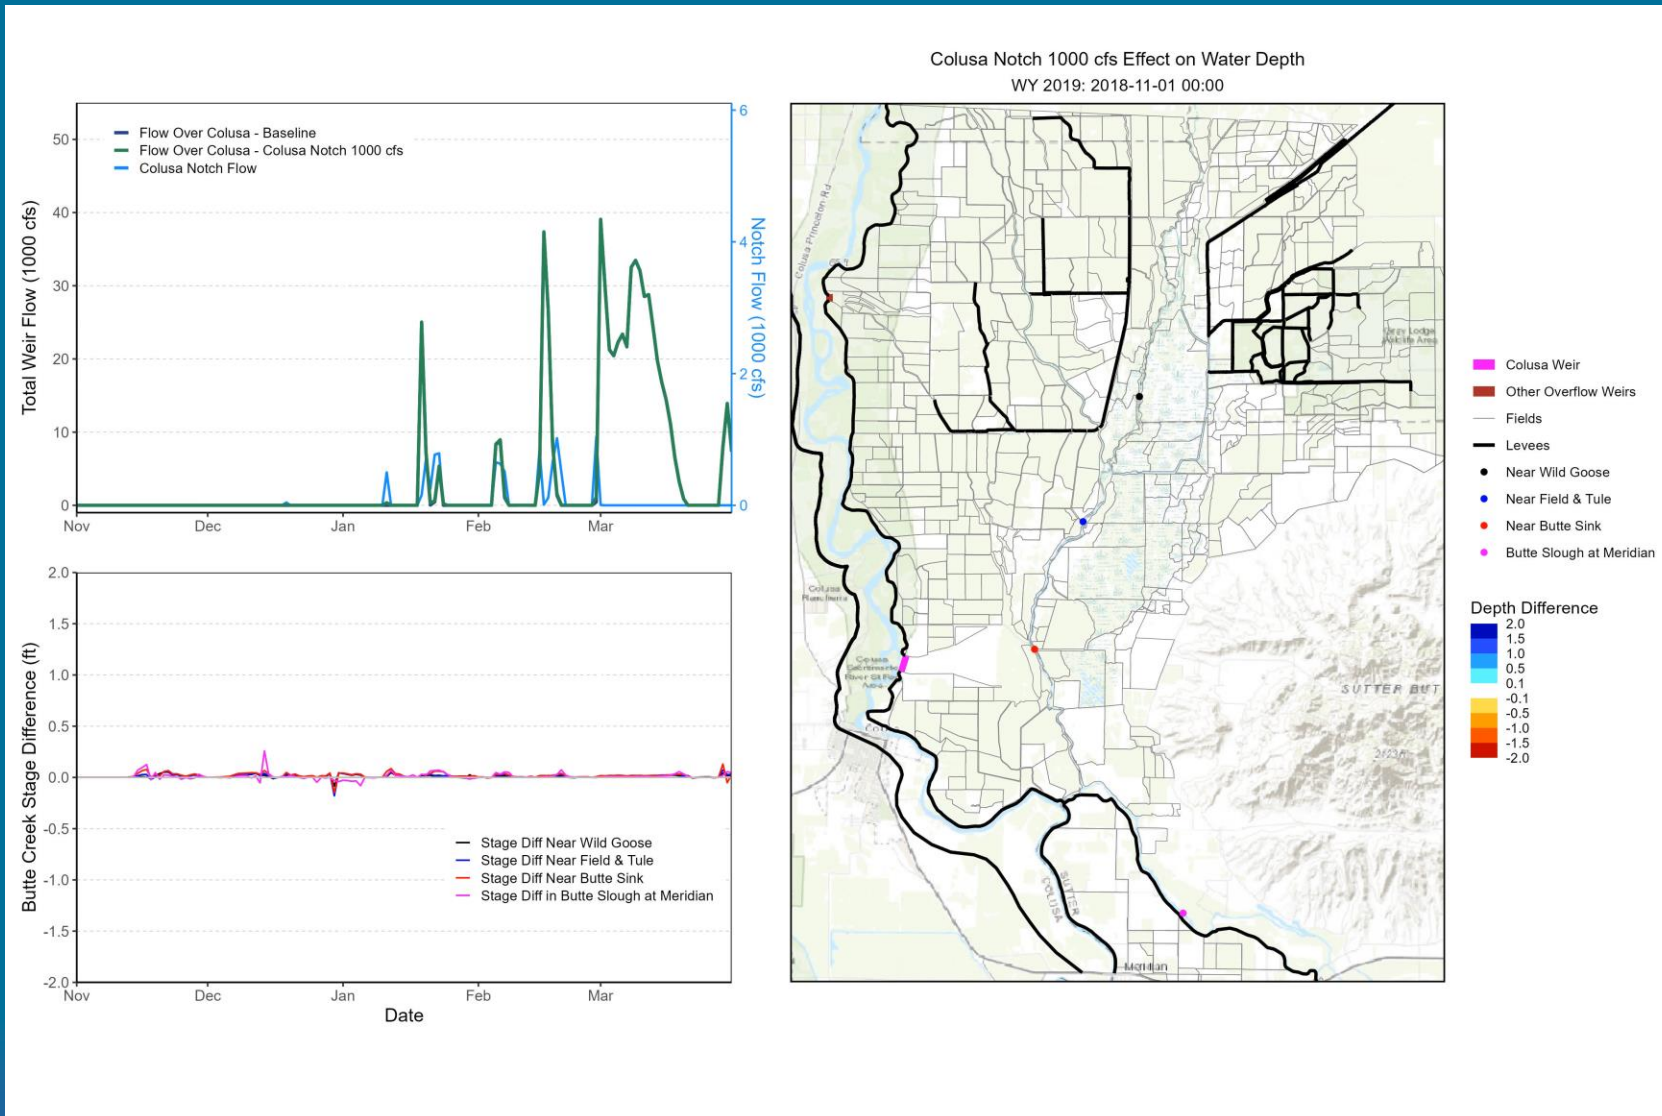 Colusa Notch 1000 cfs Effect on Water Depth
WY 2019: 2018-11-01 00:00
Total Weir Flow (1000 cfs)
50
40
30
20
10
0
Flow Over Colusa - Baseline
Flow Over Colusa - Colusa Notch 1000 cfs
Colusa Notch Flow
6
4
2
0
Notch Flow (1000 cfs)
Nov
Dec
Jan
Feb
Mar
Butte Creek Stage Difference (ft)
2.0
1.5
1.0
0.5
0.0
-0.5
-1.0
-1.5
-2.0
Stage Diff Near Wild Goose
Stage Diff Near Field & Tule
Stage Diff Near Butte Sink
Stage Diff in Butte Slough at Meridian
Nov
Dec
Jan
Feb
Mar
Date
Colusa Princeton Rd
Colusa
Area
SUTTER BUT
SUTTER
COLUSA
Meridian
Colusa Weir
Other Overflow Weirs
Fields
Levees
Near Wild Goose
Near Field & Tule
Near Butte Sink
Butte Slough at Meridian
Depth Difference
2.0
1.5
1.0
0.5
0.1
-0.1
-0.5
-1.0
-1.5
-2.0